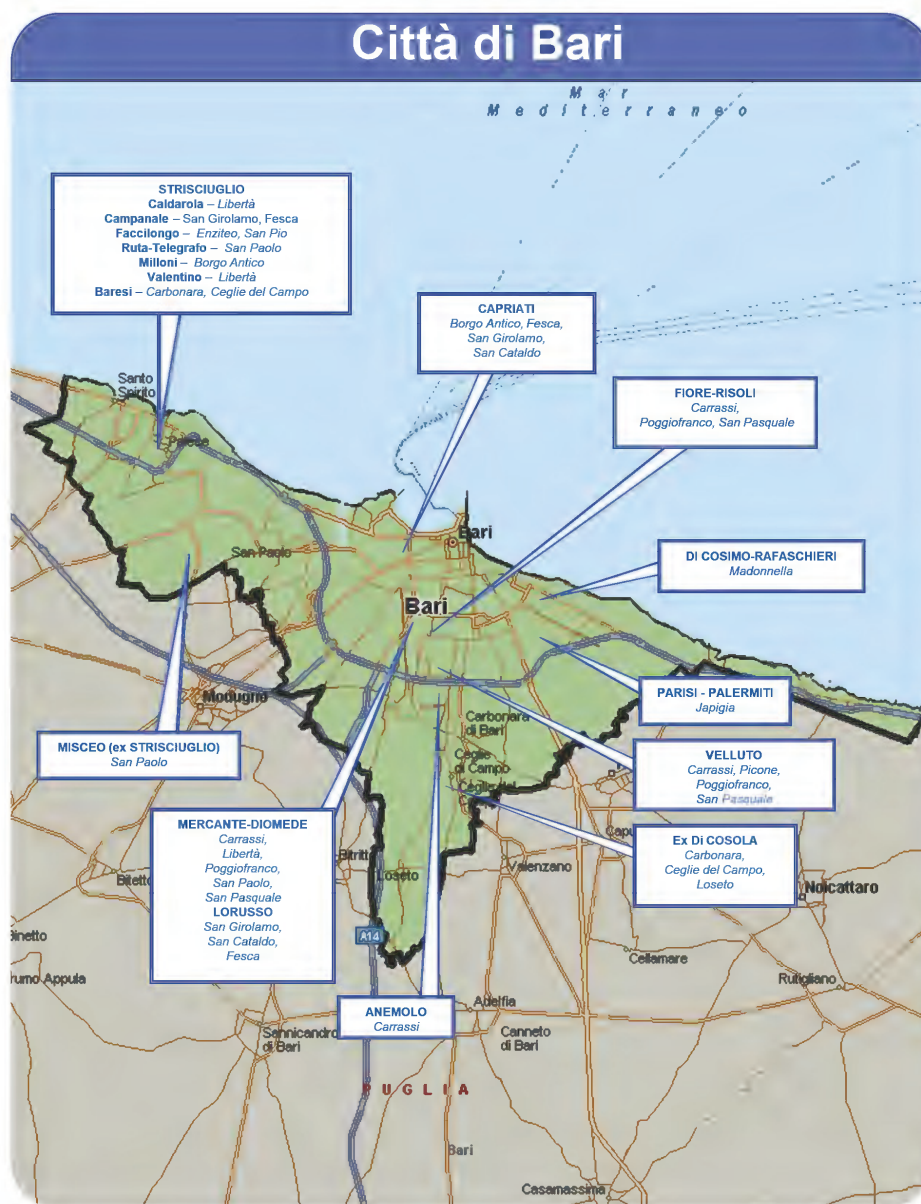 Città di Bari
Mar
Mediterraneo
STRISCIUGLIO
Caldarola – Libertà
Campanale – San Girolamo, Fesca
Faccilongo – Enziteo, San Pio
Ruta-Telegrafo – San Paolo
Milloni – Borgo Antico
Valentino – Libertà
Baresi – Carbonara, Ceglie del Campo
CAPRIATI
Borgo Antico, Fesca,
San Girolamo,
San Cataldo
FIORE-RISOLI
Carrassi,
Poggiofranco, San Pasquale
Santo
Spirito
San Paolo
Bari
DI COSIMO-RAFASCHIERI
Madonnella
Bari
Modugno
PARISI - PALERMITI
Japigia
Carbonara
di Bari
MISCEO (ex STRISCIUGLIO)
San Paolo
VELLUTO
Carrassi, Picone,
Poggiofranco,
San Pasquale
Ceglie
di Campo
Ceglie del
MERCANTE-DIOMEDE
Carrassi,
Libertà,
Poggiofranco,
San Paolo,
San Pasquale
LORUSSO
San Girolamo,
San Cataldo,
Fesca
Ex Di COSOLA
Carbonara,
Ceglie del Campo,
Loseto
Bitritt
Bitetto
Loseto
Valenzano
Noicattaro
A14
Cellamare
Rutigliano
ANEMOLO
Carrassi
Adelfia
Sannicandro
di Bari
Canneto
di Bari
PUGLIA
Bari
Casamassima